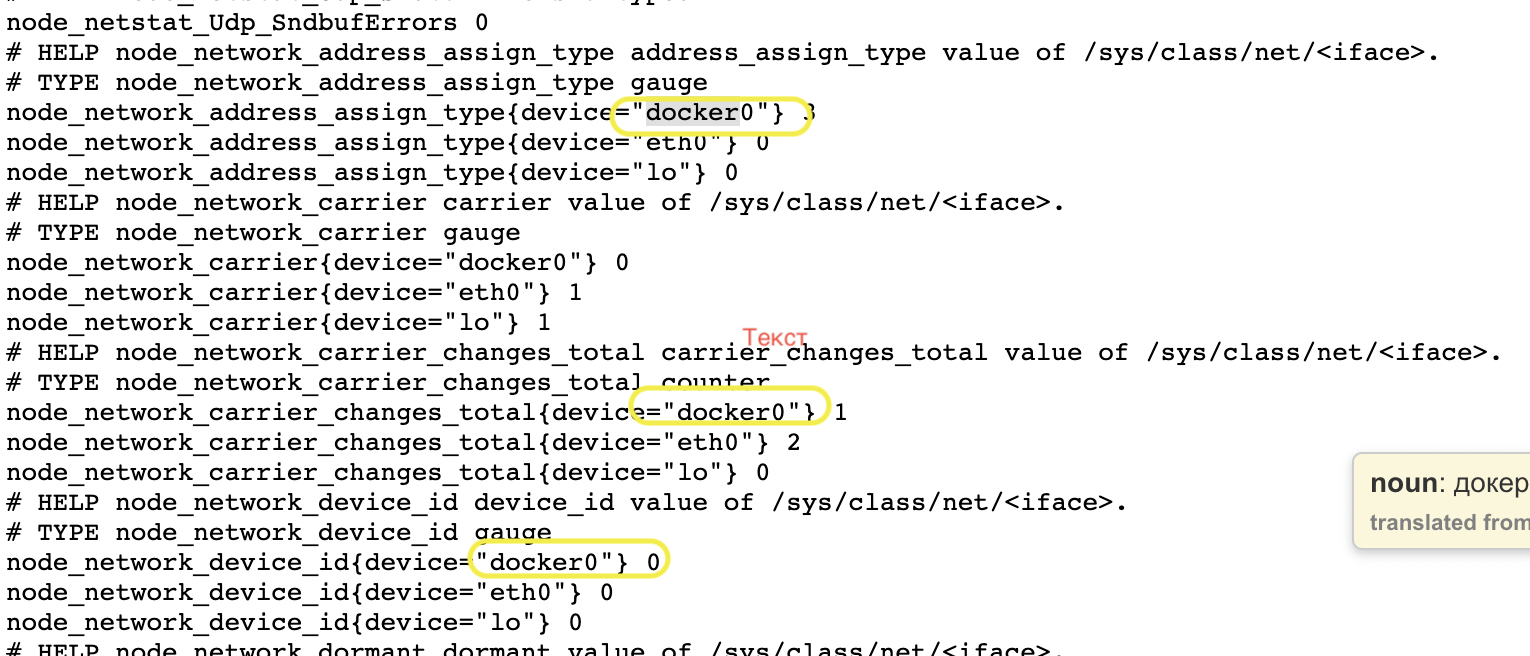 node_netstat_Udp_SndbufErrors 0
# HELP node_network_address_assign_type address_assign_type value of /sys/class/net/<iface>.
# TYPE node_network_address_assign_type gauge
node_network_address_assign_type{device="docker0"} 3
node_network_address_assign_type{device="eth0"} 0
node_network_address_assign_type{device="lo"} 0
# HELP node_network_carrier carrier value of /sys/class/net/<iface>.
# TYPE node_network_carrier gauge
node_network_carrier{device="docker0"} 0
node_network_carrier{device="eth0"} 1
node_network_carrier{device="lo"} 1
Текст
# HELP node_network_carrier_changes_total carrier_changes_total value of /sys/class/net/<iface>.
# TYPE node_network_carrier_changes_total counter
node_network_carrier_changes_total{device="docker0"} 1
node_network_carrier_changes_total{device="eth0"} 2
node_network_carrier_changes_total{device="lo"} 0
noun: докер
# HELP node_network_device_id device_id value of /sys/class/net/<iface>.
translated from
# TYPE node_network_device_id gauge
node_network_device_id{device="docker0"} 0
node_network_device_id{device="eth0"} 0
node_network_device_id{device="lo"} 0
# HELP node_network_dormant dormant value of /sys/class/net/<iface>.